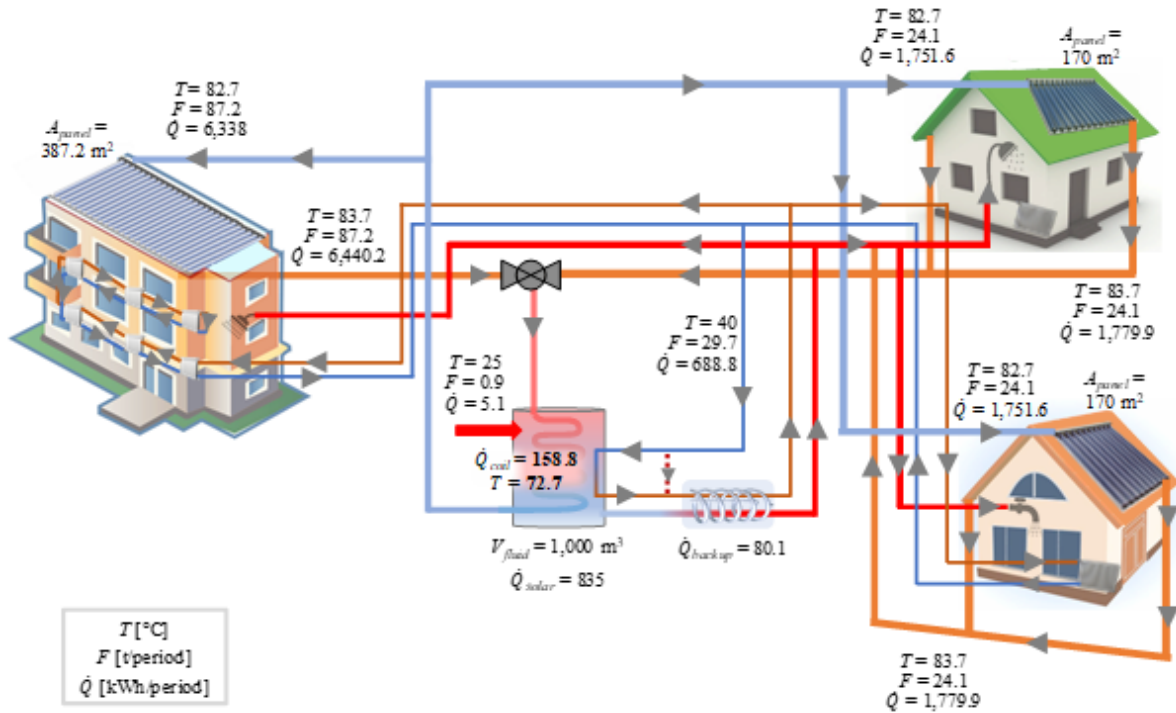 T = 82.7
F = 24.1
Q̇ = 1,751.6
A_panel =
170 m²
T = 82.7
F = 87.2
Q̇ = 6,338
A_panel =
387.2 m²
T = 83.7
F = 87.2
Q̇ = 6,440.2
T = 83.7
F = 24.1
Q̇ = 1,779.9
T = 40
F = 29.7
Q̇ = 688.8
T = 25
F = 0.9
Q̇ = 5.1
T = 82.7
F = 24.1
Q̇ = 1,751.6
A_panel =
170 m²
Q̇_coil = 158.8
T = 72.7
V_fluid = 1,000 m³
Q̇_solar = 835
Q̇_backup = 80.1
T [°C]
F [t/period]
Q̇ [kWh/period]
T = 83.7
F = 24.1
Q̇ = 1,779.9